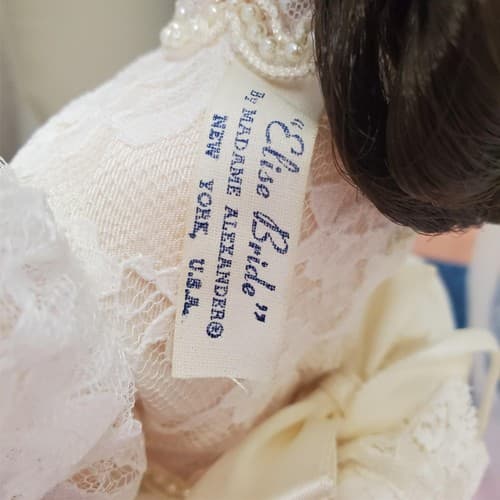 "Elise Bride"
By MADAME ALEXANDER®
NEW YORK, U.S.A.